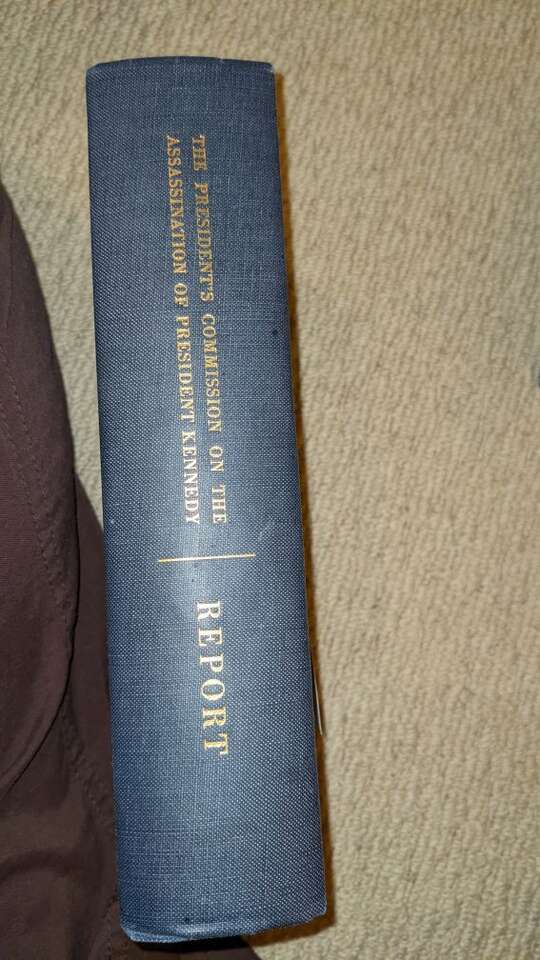 THE PRESIDENT'S COMMISSION ON THE
ASSASSINATION OF PRESIDENT KENNEDY
REPORT